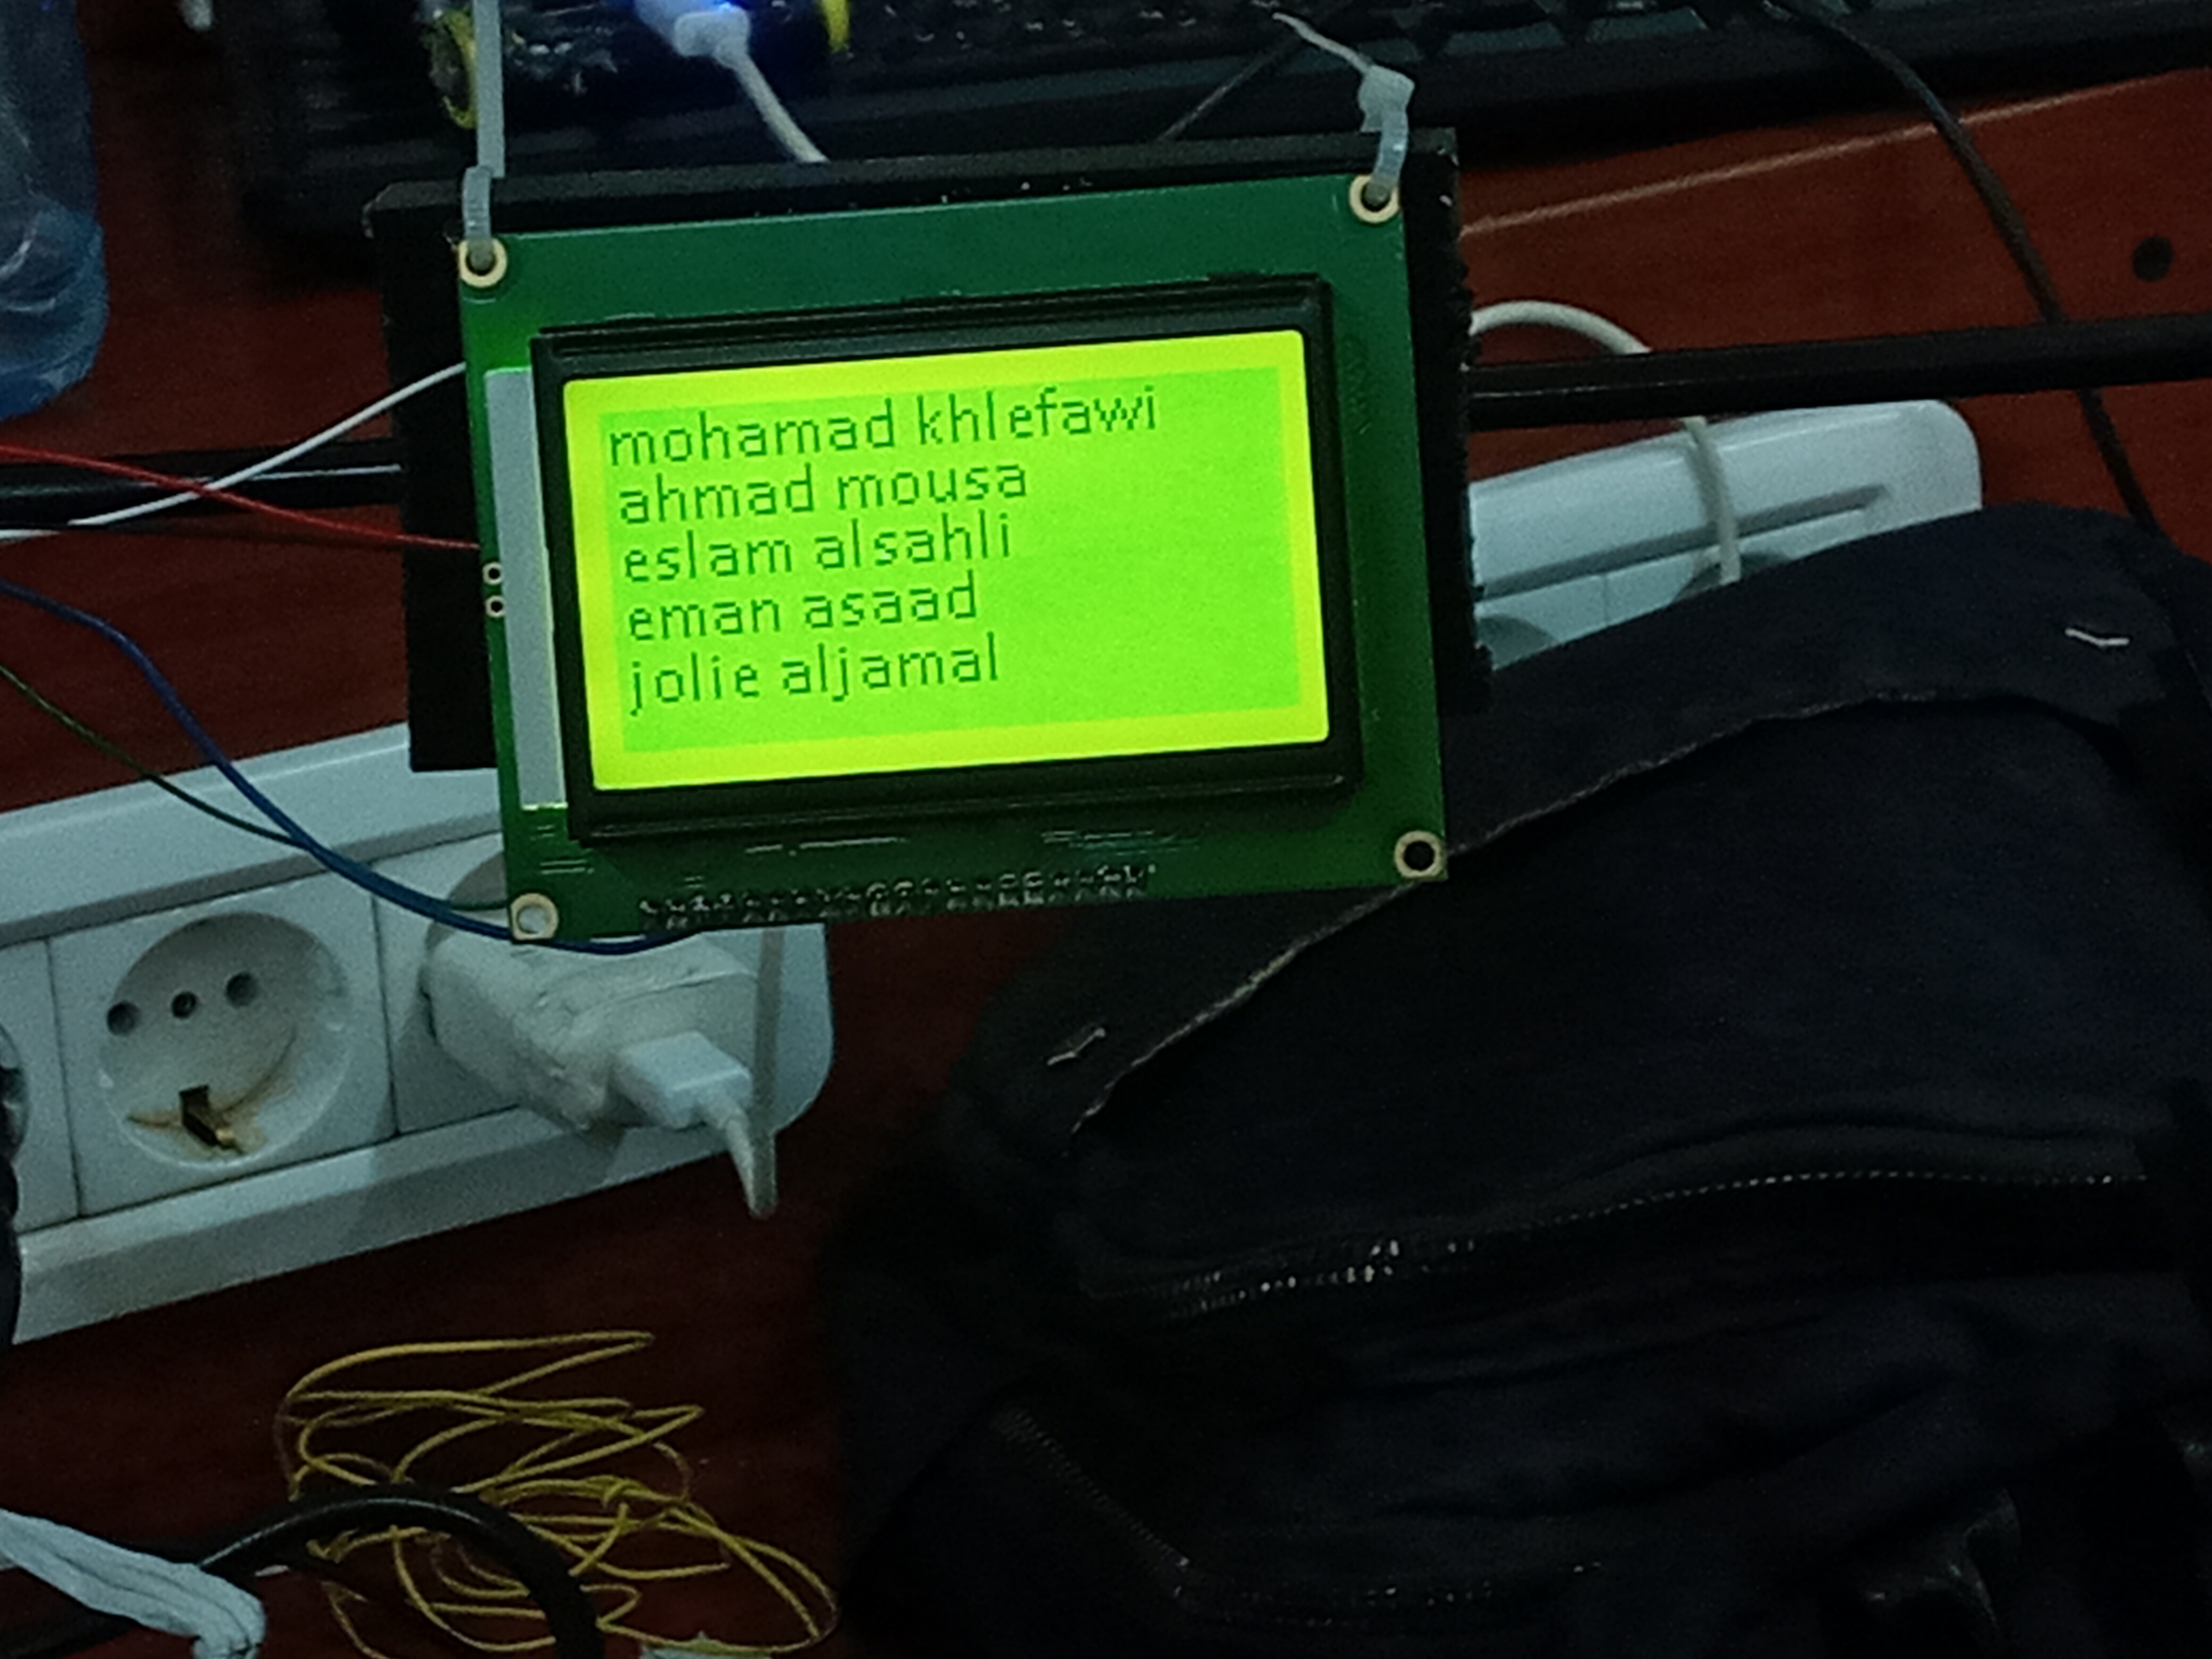 mohamad khlefawi
ahmad mousa
eslam alsahli
eman asaad
jolie aljamal